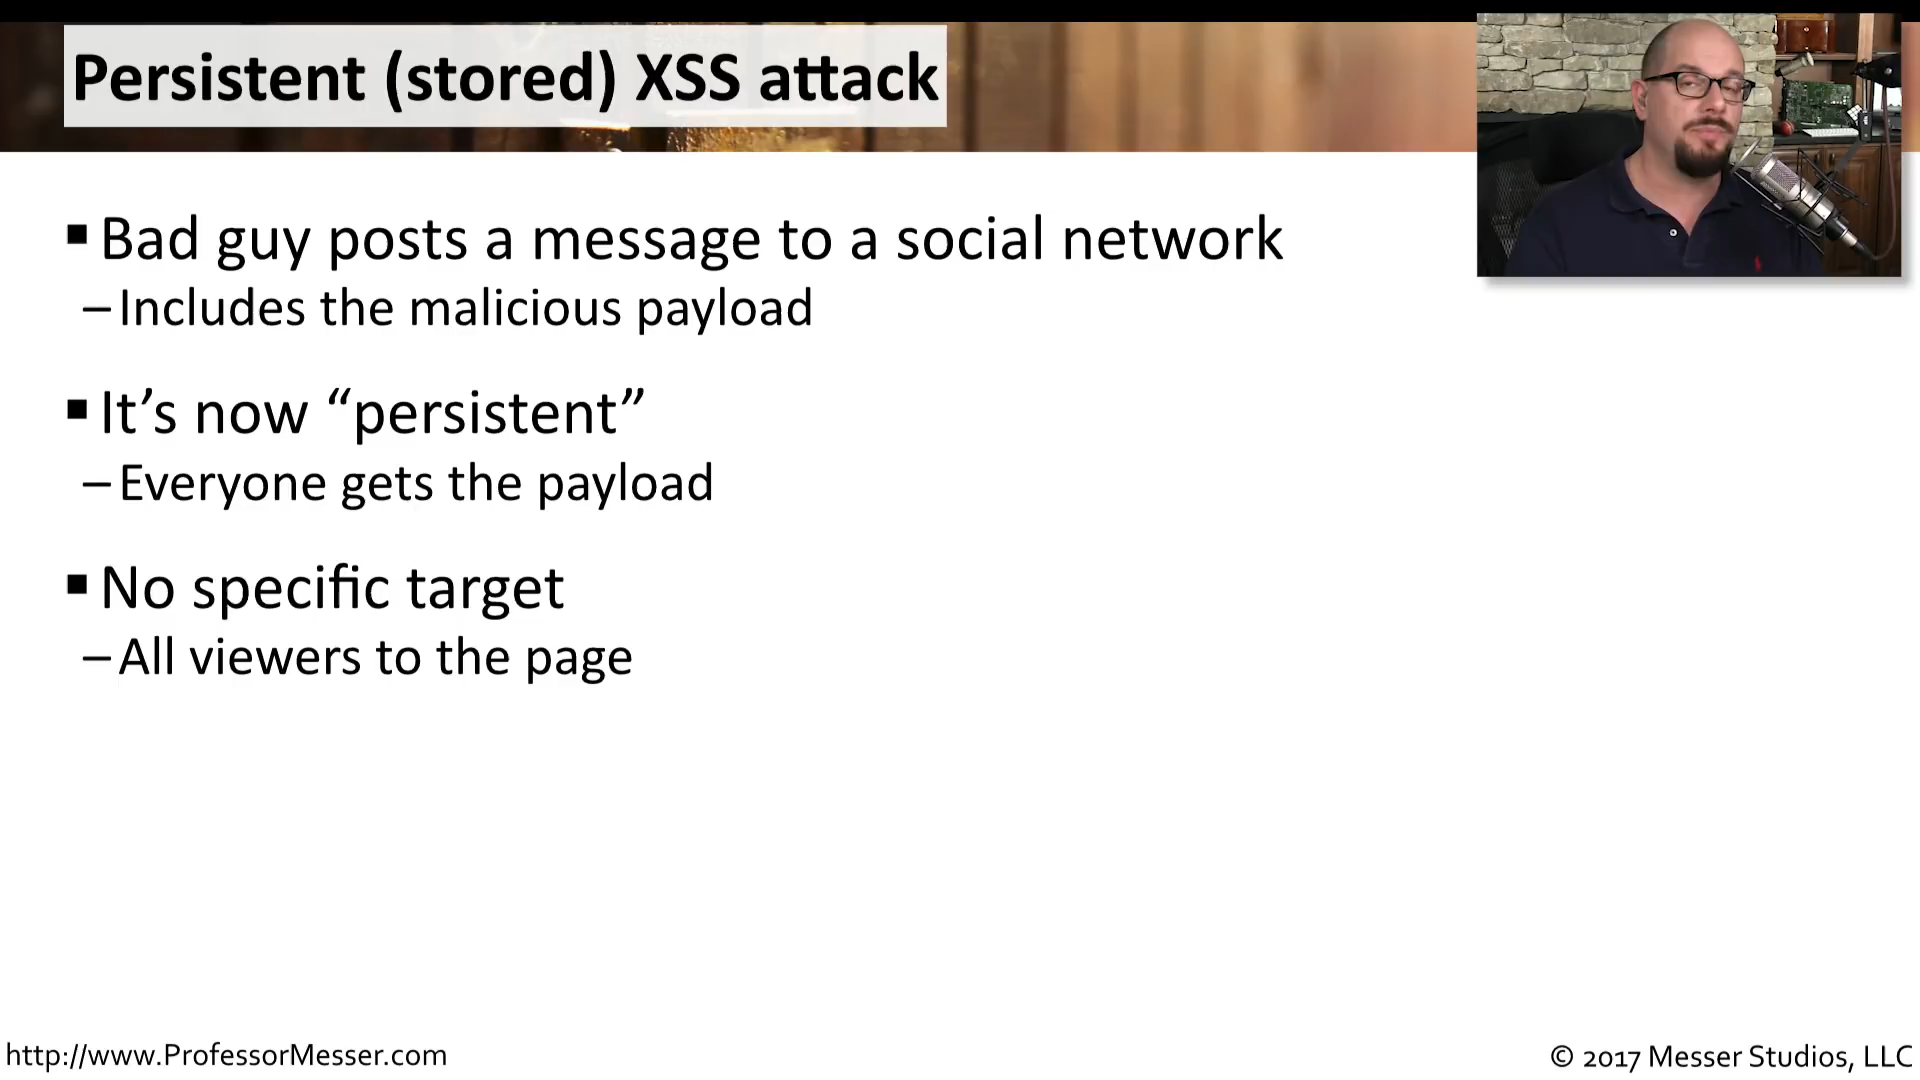 Persistent (stored) XSS attack
▪ Bad guy posts a message to a social network
– Includes the malicious payload
▪ It’s now “persistent”
– Everyone gets the payload
▪ No specific target
– All viewers to the page
http://www.ProfessorMesser.com
© 2017 Messer Studios, LLC